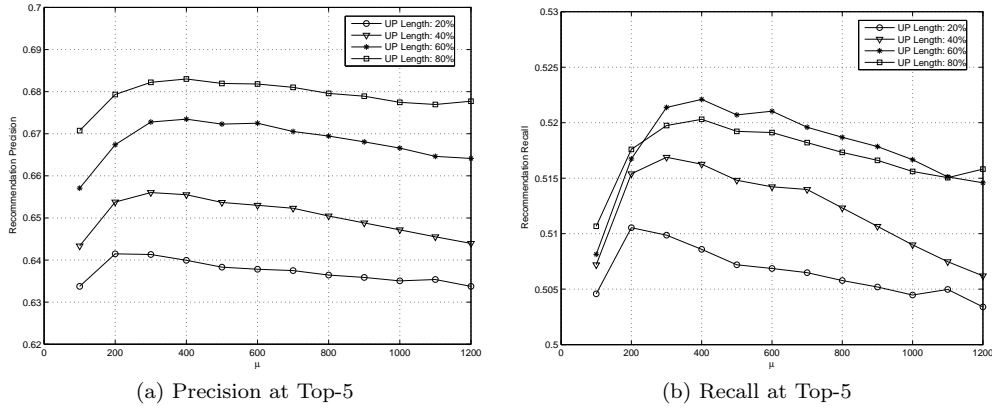 0.7
0.69
0.68
0.67
0.66
0.65
0.64
0.63
0.62
0 200 400 600 800 1000 1200
μ
Recommendation Precision
UP Length: 20%
UP Length: 40%
UP Length: 60%
UP Length: 80%
(a) Precision at Top-5
0.53
0.525
0.52
0.515
0.51
0.505
0.5
0 200 400 600 800 1000 1200
μ
Recommendation Recall
UP Length: 20%
UP Length: 40%
UP Length: 60%
UP Length: 80%
(b) Recall at Top-5